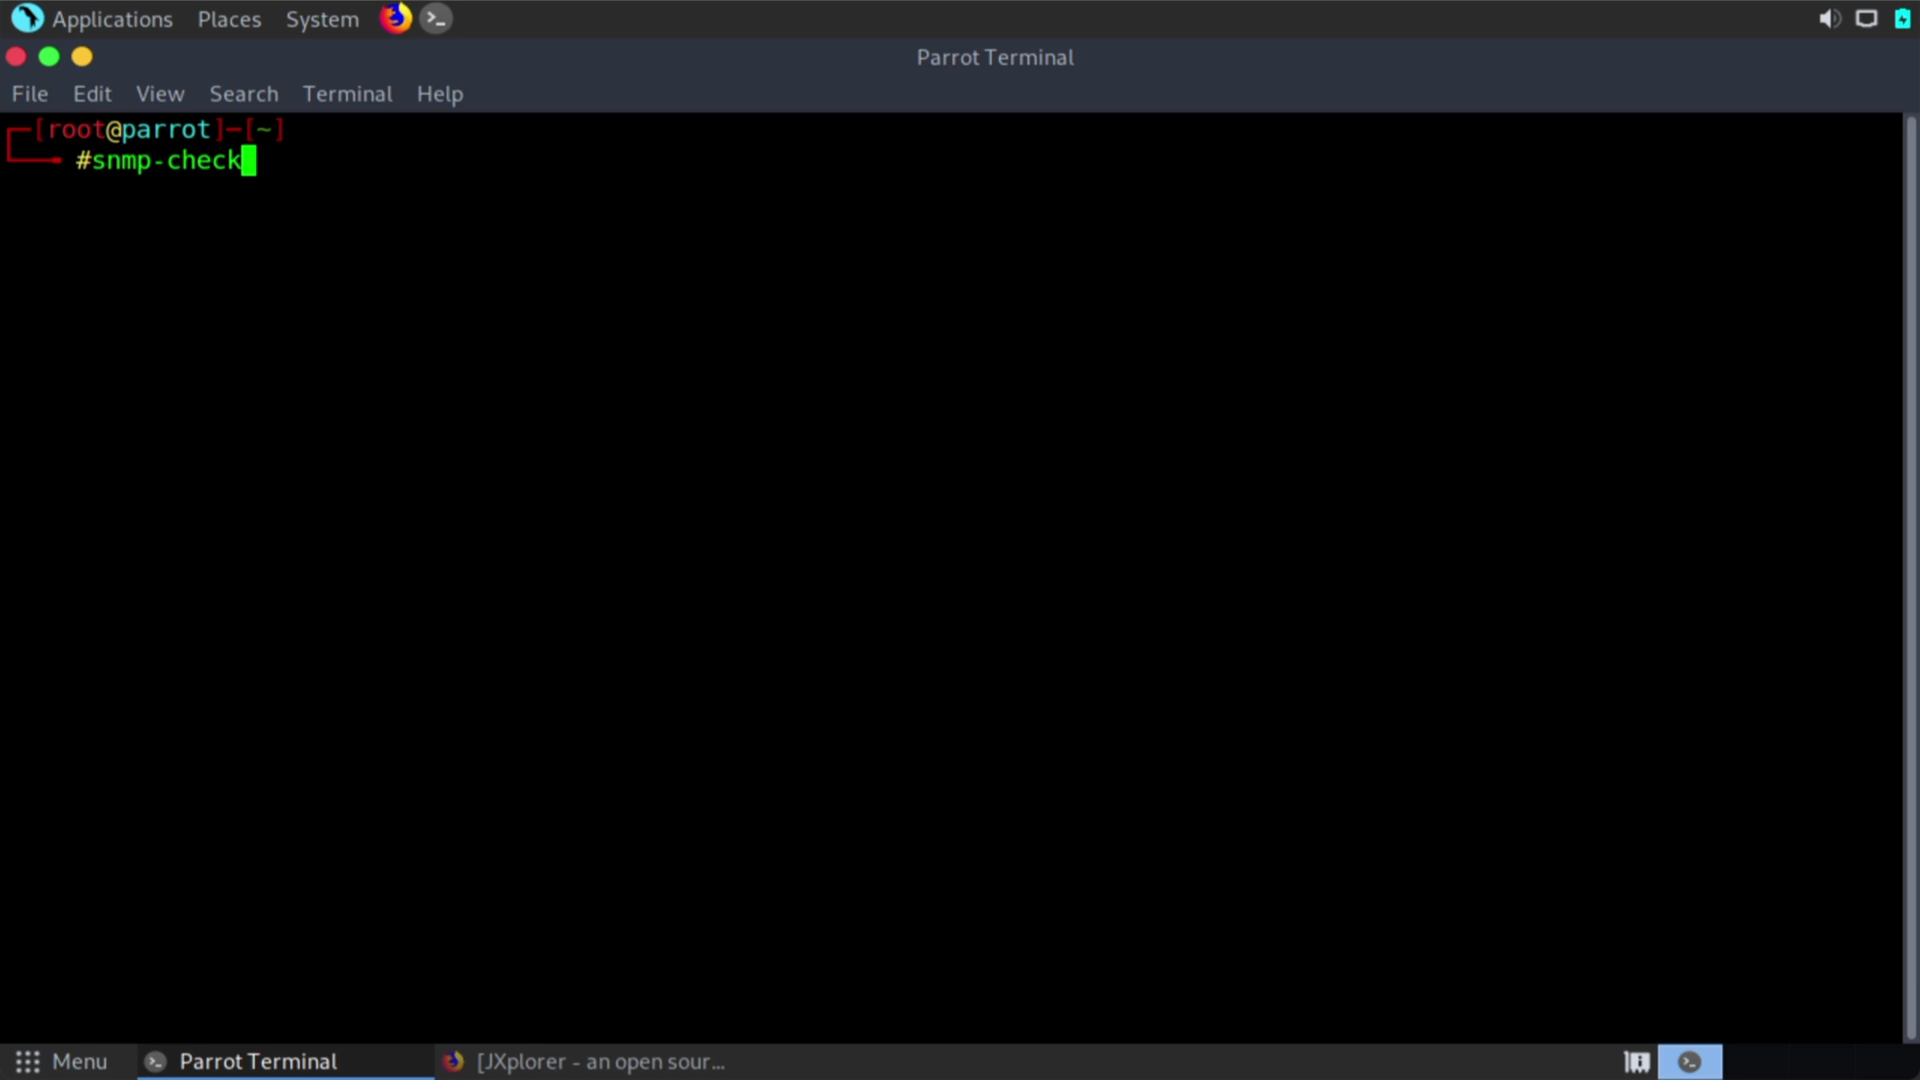 Applications Places System
Parrot Terminal
File Edit View Search Terminal Help
[root@parrot]-[~]
#snmp-check
Menu Parrot Terminal [JXplorer - an open sour...